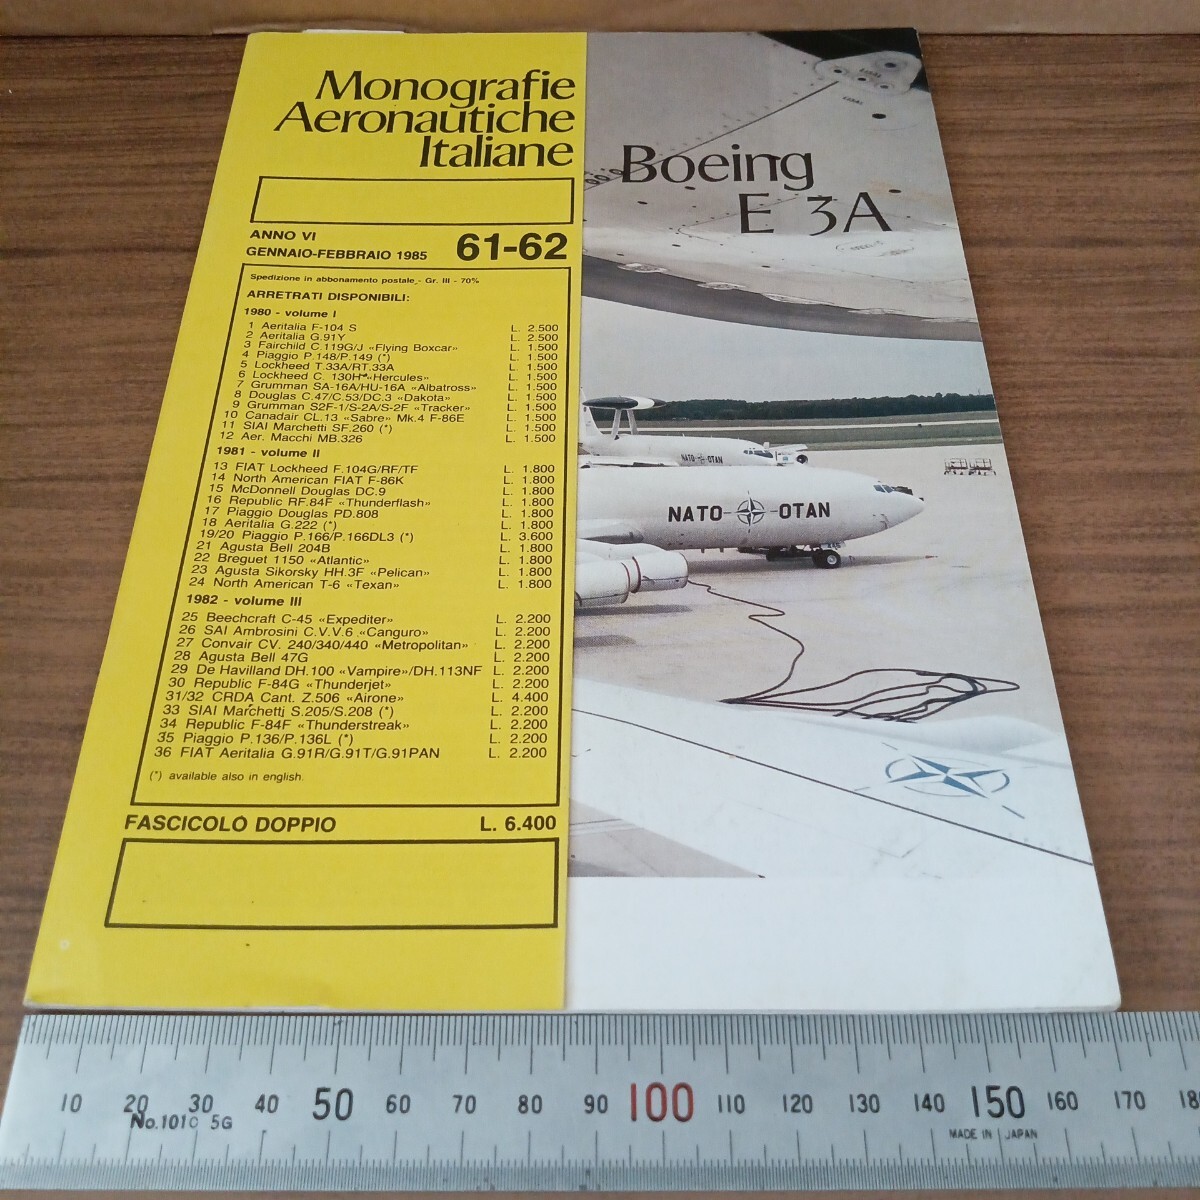 Monografie
Aeronautiche
Italiane
ANNO VI
GENNAIO-FEBBRAIO 1985 61-62
Spedizione in abbonamento postale - Gr. III - 70%
ARRETRATI DISPONIBILI:
1980 - volume I
1 Aeritalia F-104 S L. 2.500
2 Aeritalia G.91Y L. 2.500
3 Fairchild C.119G/J «Flying Boxcar» L. 1.500
4 Piaggio P.148/P.149 (*) L. 1.500
5 Lockheed T.33A/RT.33A L. 1.500
6 Lockheed C. 130H «Hercules» L. 1.500
7 Grumman SA-16A/HU-16A «Albatross» L. 1.500
8 Douglas C.47/C.53/DC.3 «Dakota» L. 1.500
9 Grumman S2F-1/S-2A/S-2F «Tracker» L. 1.500
10 Canadair CL.13 «Sabre» Mk.4 F-86E L. 1.500
11 SIAI Marchetti SF.260 (*) L. 1.500
12 Aer. Macchi MB.326 L. 1.500
1981 - volume II
13 FIAT Lockheed F.104G/RF/TF L. 1.800
14 North American FIAT F-86K L. 1.800
15 McDonnell Douglas DC.9 L. 1.800
16 Republic RF.84F «Thunderflash» L. 1.800
17 Piaggio Douglas PD.808 L. 1.800
18 Aeritalia G.222 (*) L. 1.800
19/20 Piaggio P.166/P.166DL3 (*) L. 3.600
21 Agusta Bell 204B L. 1.800
22 Breguet 1150 «Atlantic» L. 1.800
23 Agusta Sikorsky HH.3F «Pelican» L. 1.800
24 North American T-6 «Texan» L. 1.800
1982 - volume III
25 Beechcraft C-45 «Expediter» L. 2.200
26 SAI Ambrosini C.V.V.6 «Canguro» L. 2.200
27 Convair CV. 240/340/440 «Metropolitan» L. 2.200
28 Agusta Bell 47G L. 2.200
29 De Havilland DH.100 «Vampire»/DH.113NF L. 2.200
30 Republic F-84G «Thunderjet» L. 2.200
31/32 CRDA Cant. Z.506 «Airone» L. 4.400
33 SIAI Marchetti S.205/S.208 (*) L. 2.200
34 Republic F-84F «Thunderstreak» L. 2.200
35 Piaggio P.136/P.136L (*) L. 2.200
36 FIAT Aeritalia G.91R/G.91T/G.91PAN L. 2.200
(*) available also in english.
FASCICOLO DOPPIO L. 6.400
Boeing
E 3A
NATO OTAN
NATO OTAN
10 20 30 40 50 60 70 80 90 100 110 120 130 140 150 160 170
No.101 5G
MADE IN JAPAN